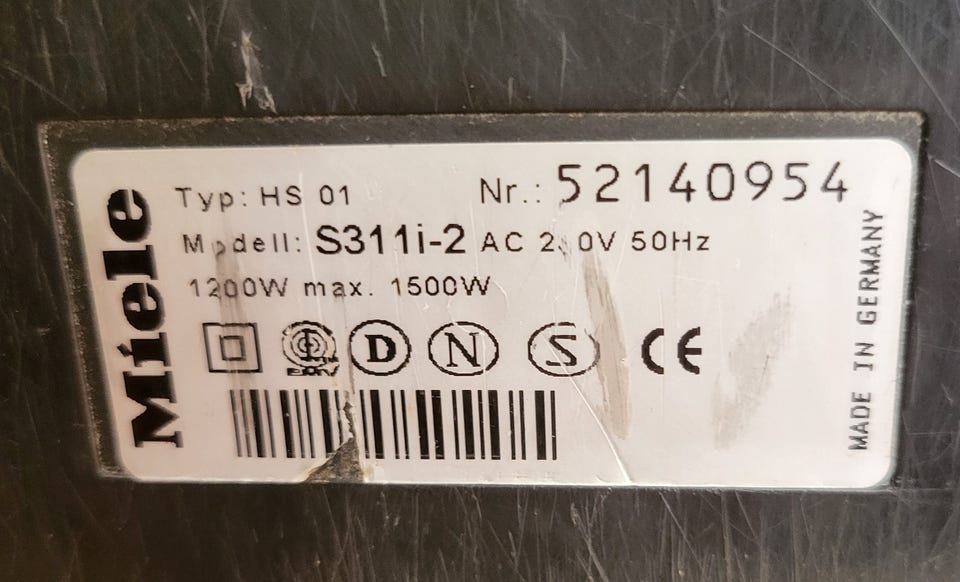 Miele
Typ: HS 01 Nr.: 52140954
Modell: S311i-2 AC 50Hz
1200W max. 1500W
D N S CE
MADE IN GERMANY